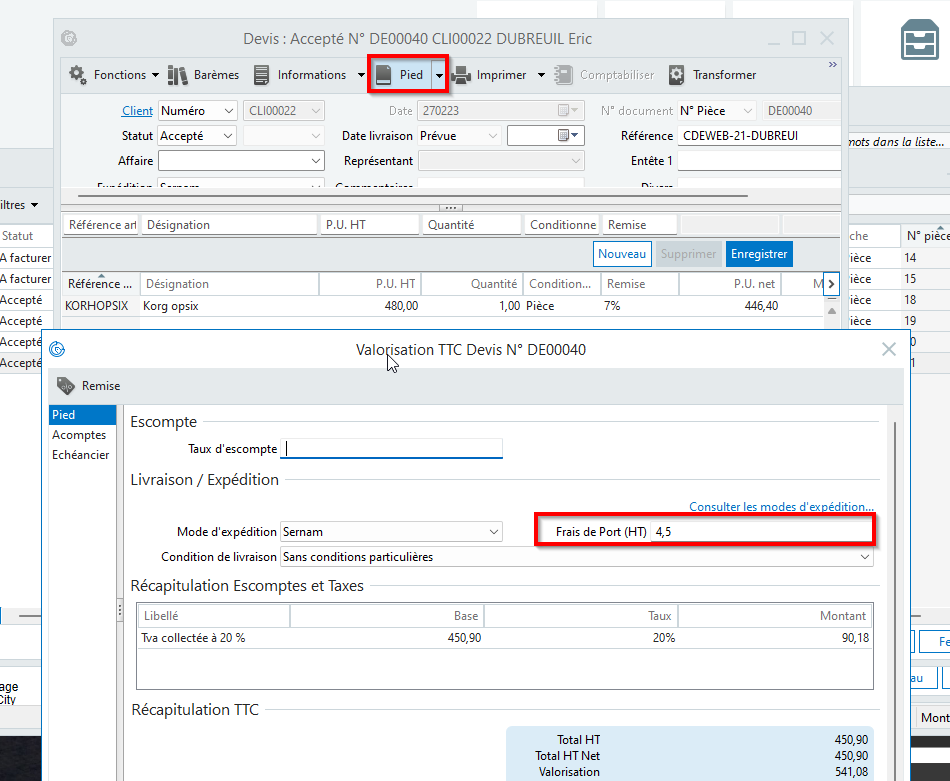 Devis : Accepté N° DE00040 CLI00022 DUBREUIL Eric
Fonctions Barèmes Informations Pied Imprimer Comptabiliser Transformer »
Client Numéro CLI00022 Date 270223 N° document N° Pièce DE00040
Statut Accepté Date livraison Prévue Référence CDEWEB-21-DUBREUI
mots dans la liste...
Affaire Représentant Entête 1
Expédition Sernam Commentaires Divers
iltres
Référence art Désignation P.U. HT Quantité Conditionne Remise
Statut che N° pièce
Nouveau Supprimer Enregistrer
A facturer ièce 14
A facturer ièce 15
Accepté ièce 18
Accepté ièce 19
Accepté 0
Accepté 1
Référence ... Désignation P.U. HT Quantité Condition... Remise P.U. net M
KORHOPSIX Korg opsix 480,00 1,00 Pièce 7% 446,40
Valorisation TTC Devis N° DE00040
Remise
Pied
Acomptes
Echéancier
Escompte
Taux d'escompte
Livraison / Expédition
Consulter les modes d'expédition...
Mode d'expédition Sernam Frais de Port (HT) 4,5
Condition de livraison Sans conditions particulières
Récapitulation Escomptes et Taxes
Libellé Base Taux Montant
Tva collectée à 20 % 450,90 20% 90,18
Fe
au
age
City
Mont
Récapitulation TTC
Total HT 450,90
Total HT Net 450,90
Valorisation 541,08